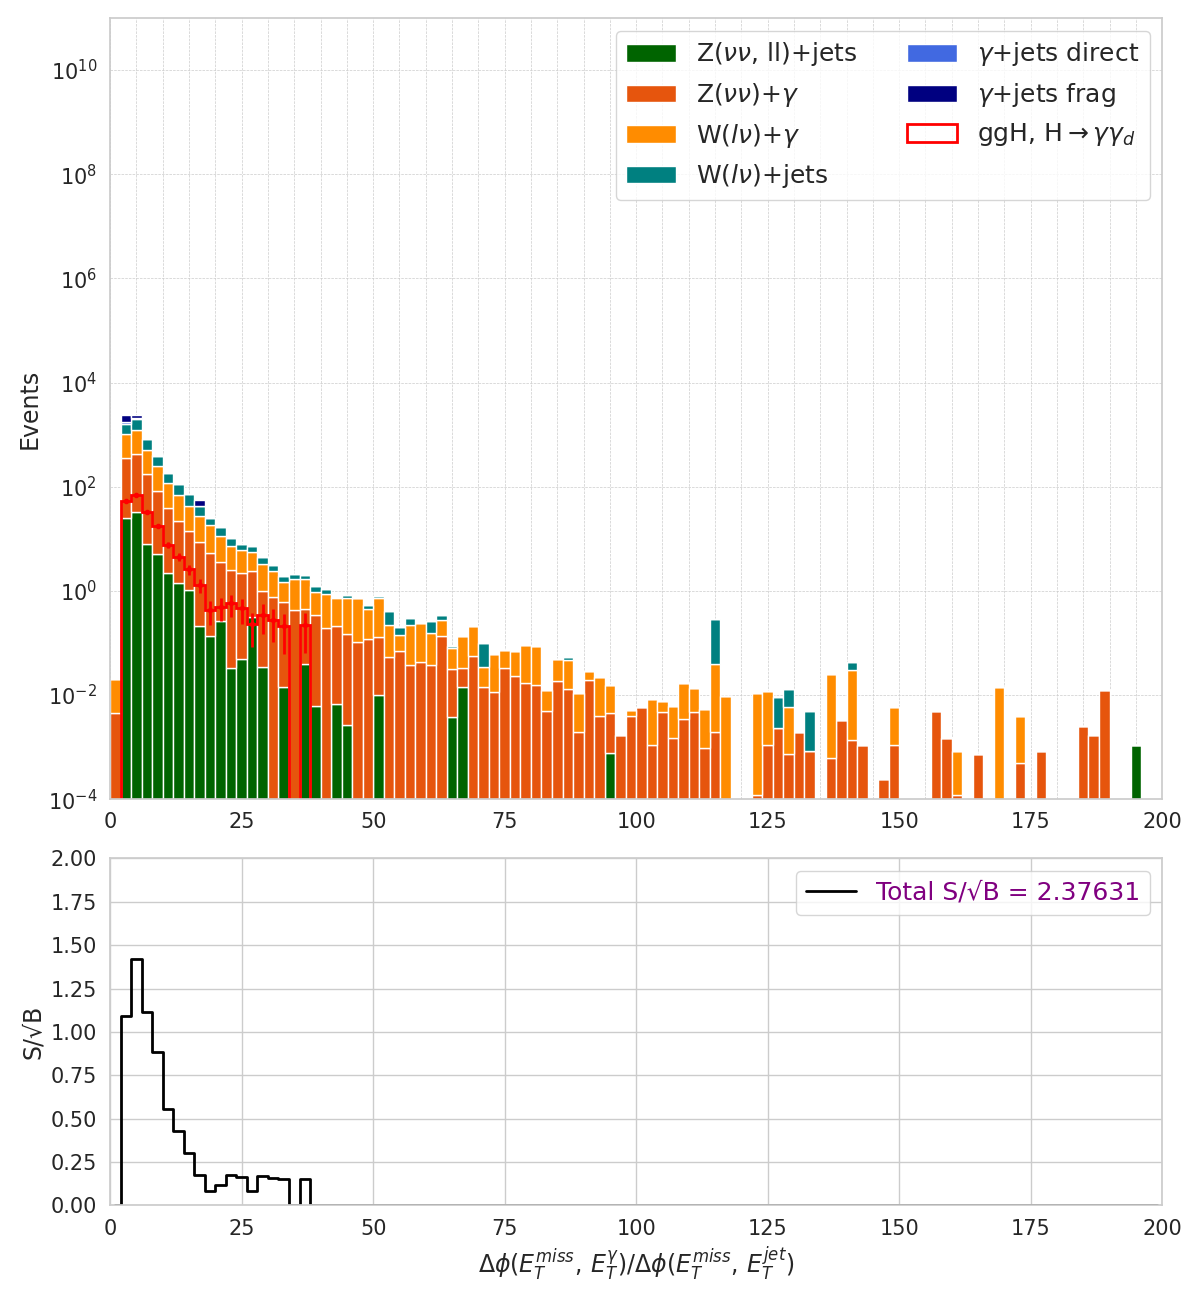 Z(νν, ll)+jets
Z(νν)+γ
W(lν)+γ
W(lν)+jets
γ+jets direct
γ+jets frag
ggH, H→γγ_d
Events
10^10
10^8
10^6
10^4
10^2
10^0
10^−2
10^−4
0 25 50 75 100 125 150 175 200
Total S/√B = 2.37631
S/√B
2.00
1.75
1.50
1.25
1.00
0.75
0.50
0.25
0.00
0 25 50 75 100 125 150 175 200
Δϕ(E_T^miss, E_T^γ)/Δϕ(E_T^miss, E_T^jet)